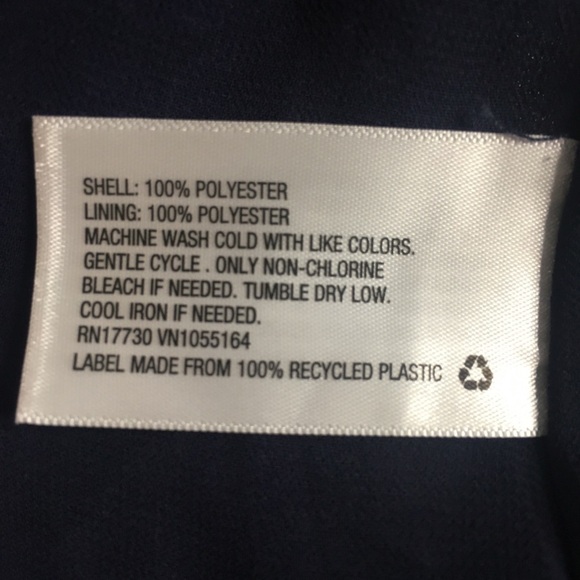 SHELL: 100% POLYESTER
LINING: 100% POLYESTER
MACHINE WASH COLD WITH LIKE COLORS.
GENTLE CYCLE . ONLY NON-CHLORINE
BLEACH IF NEEDED. TUMBLE DRY LOW.
COOL IRON IF NEEDED.
RN17730 VN1055164
LABEL MADE FROM 100% RECYCLED PLASTIC